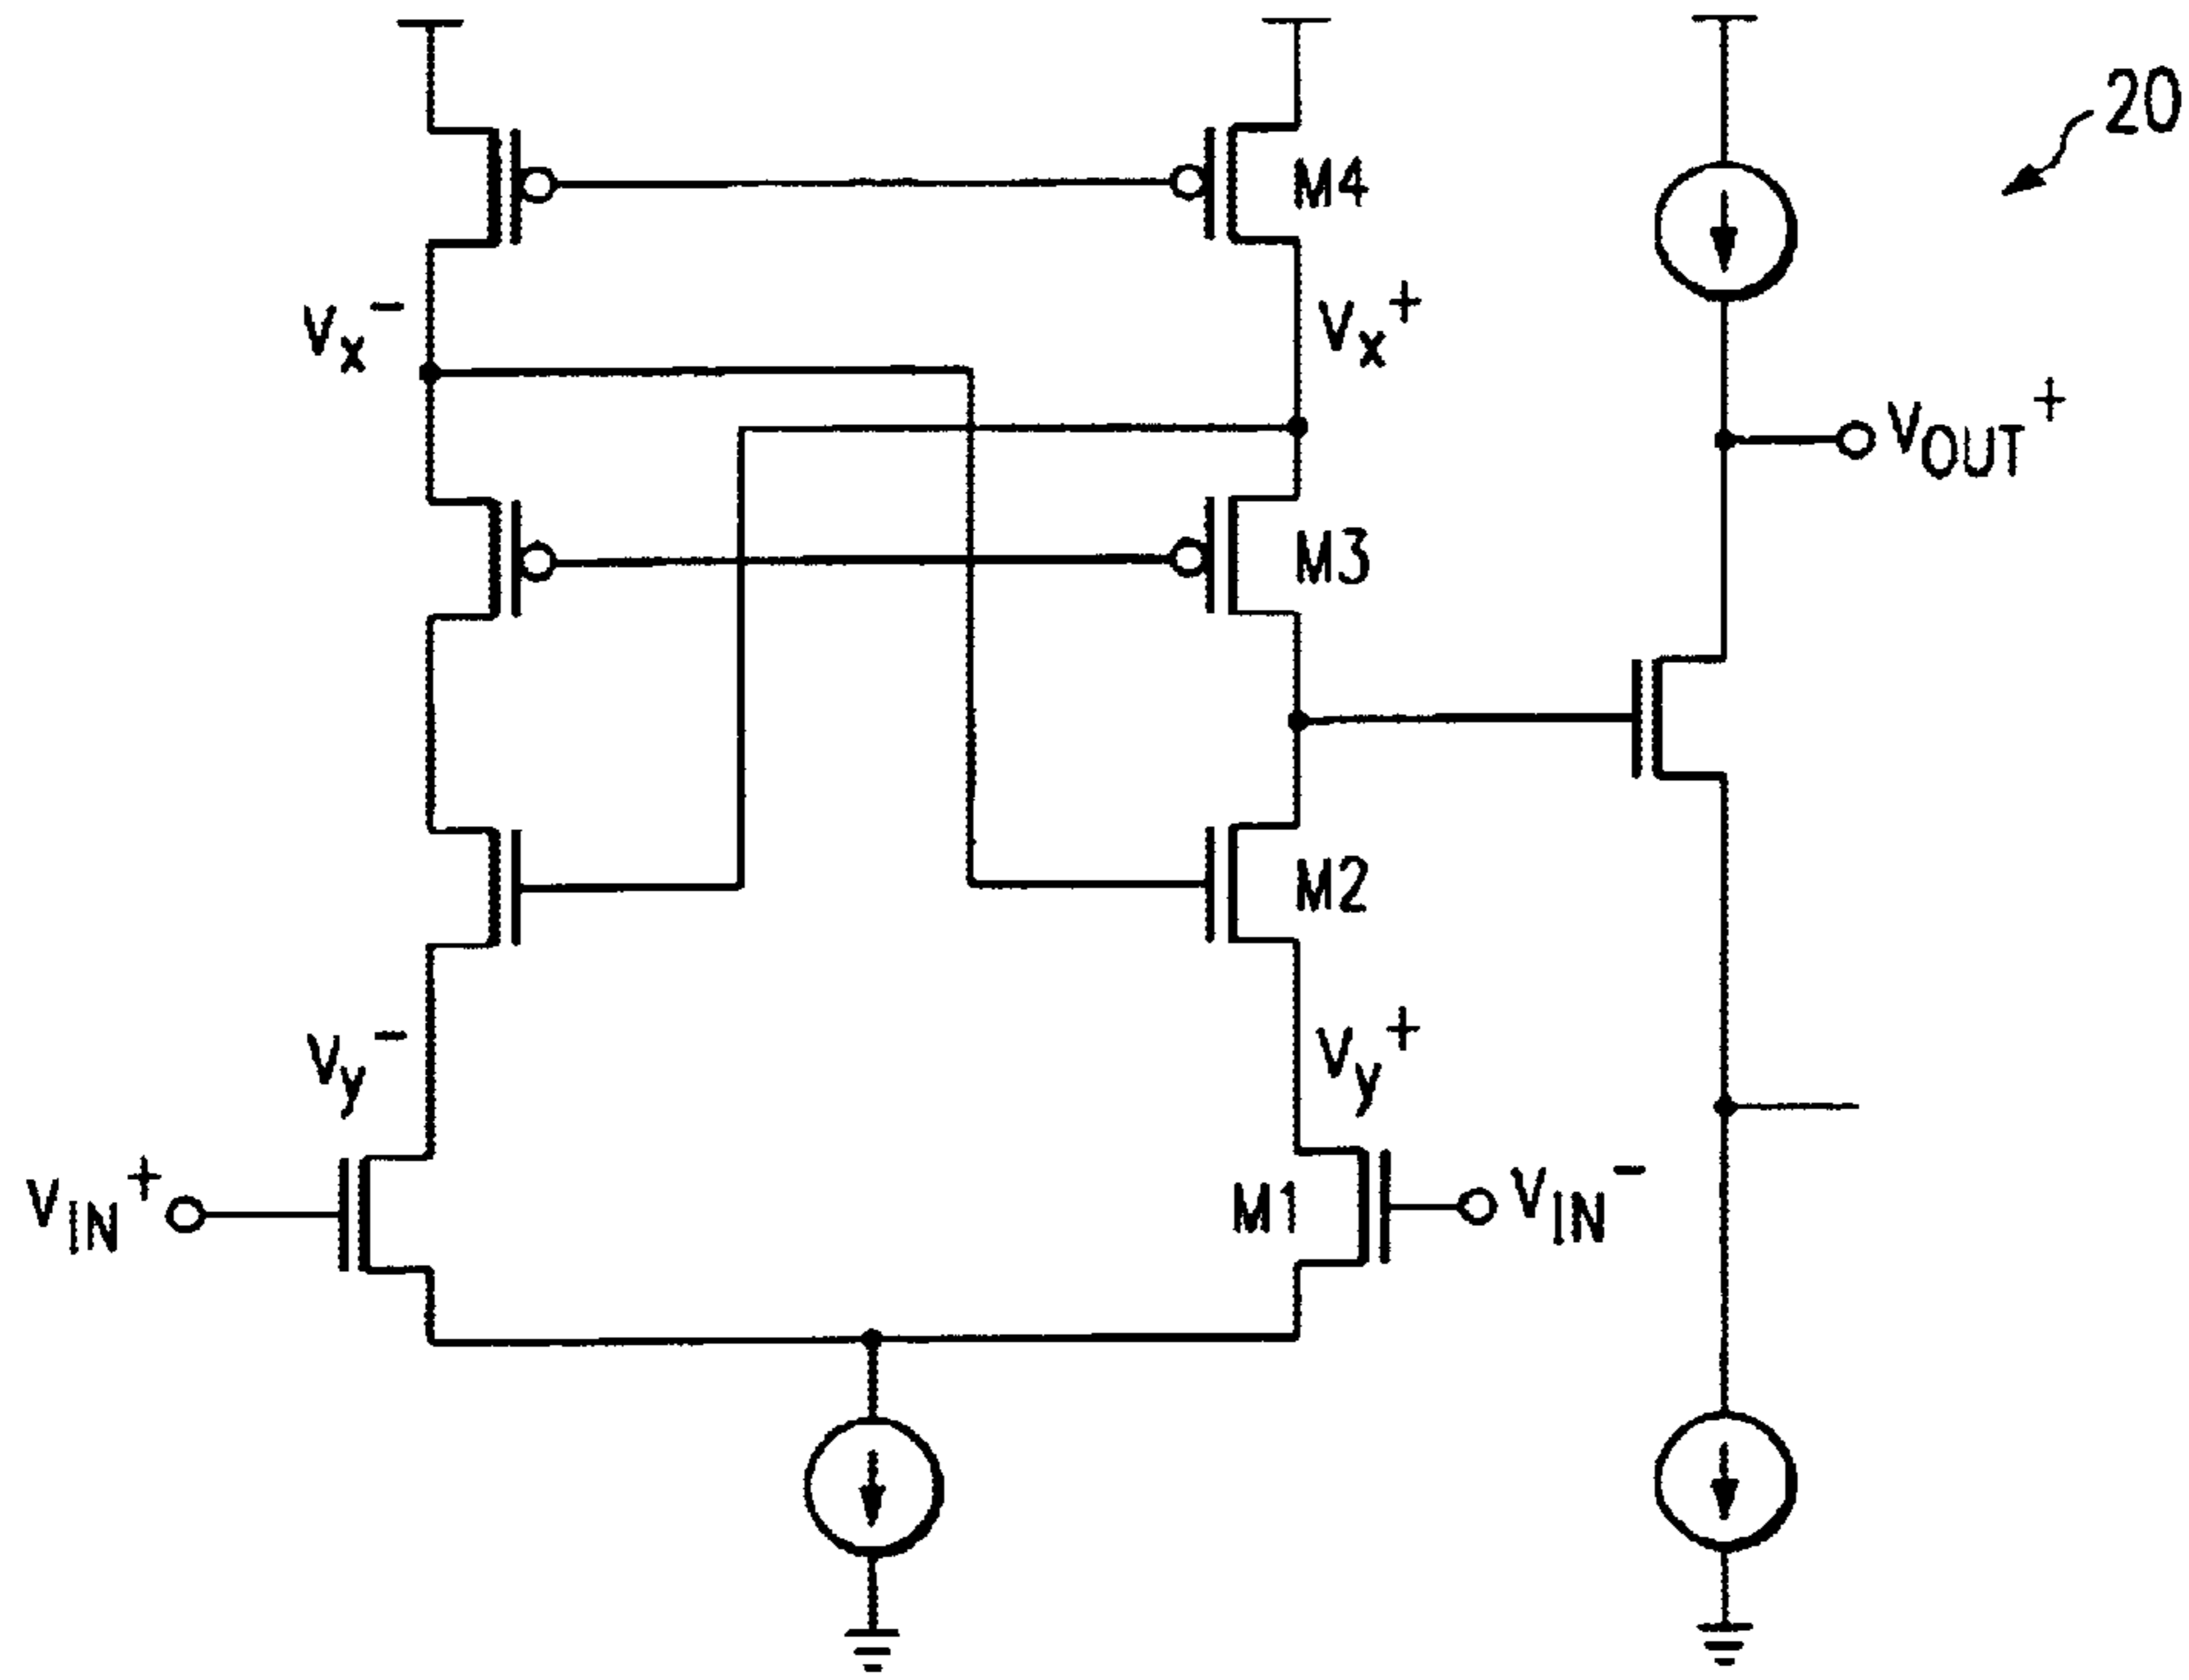 20
M4
Vx- Vx+
VOUT+
M3
M2
Vy- Vy+
VIN+ M1 VIN-